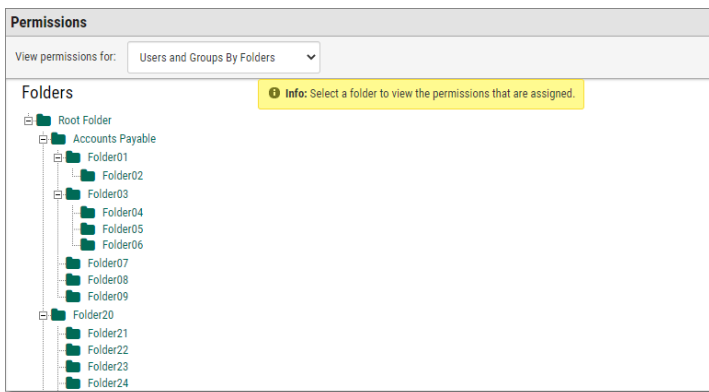 Permissions
View permissions for: Users and Groups By Folders
Folders
Info: Select a folder to view the permissions that are assigned.
Root Folder
Accounts Payable
Folder01
Folder02
Folder03
Folder04
Folder05
Folder06
Folder07
Folder08
Folder09
Folder20
Folder21
Folder22
Folder23
Folder24